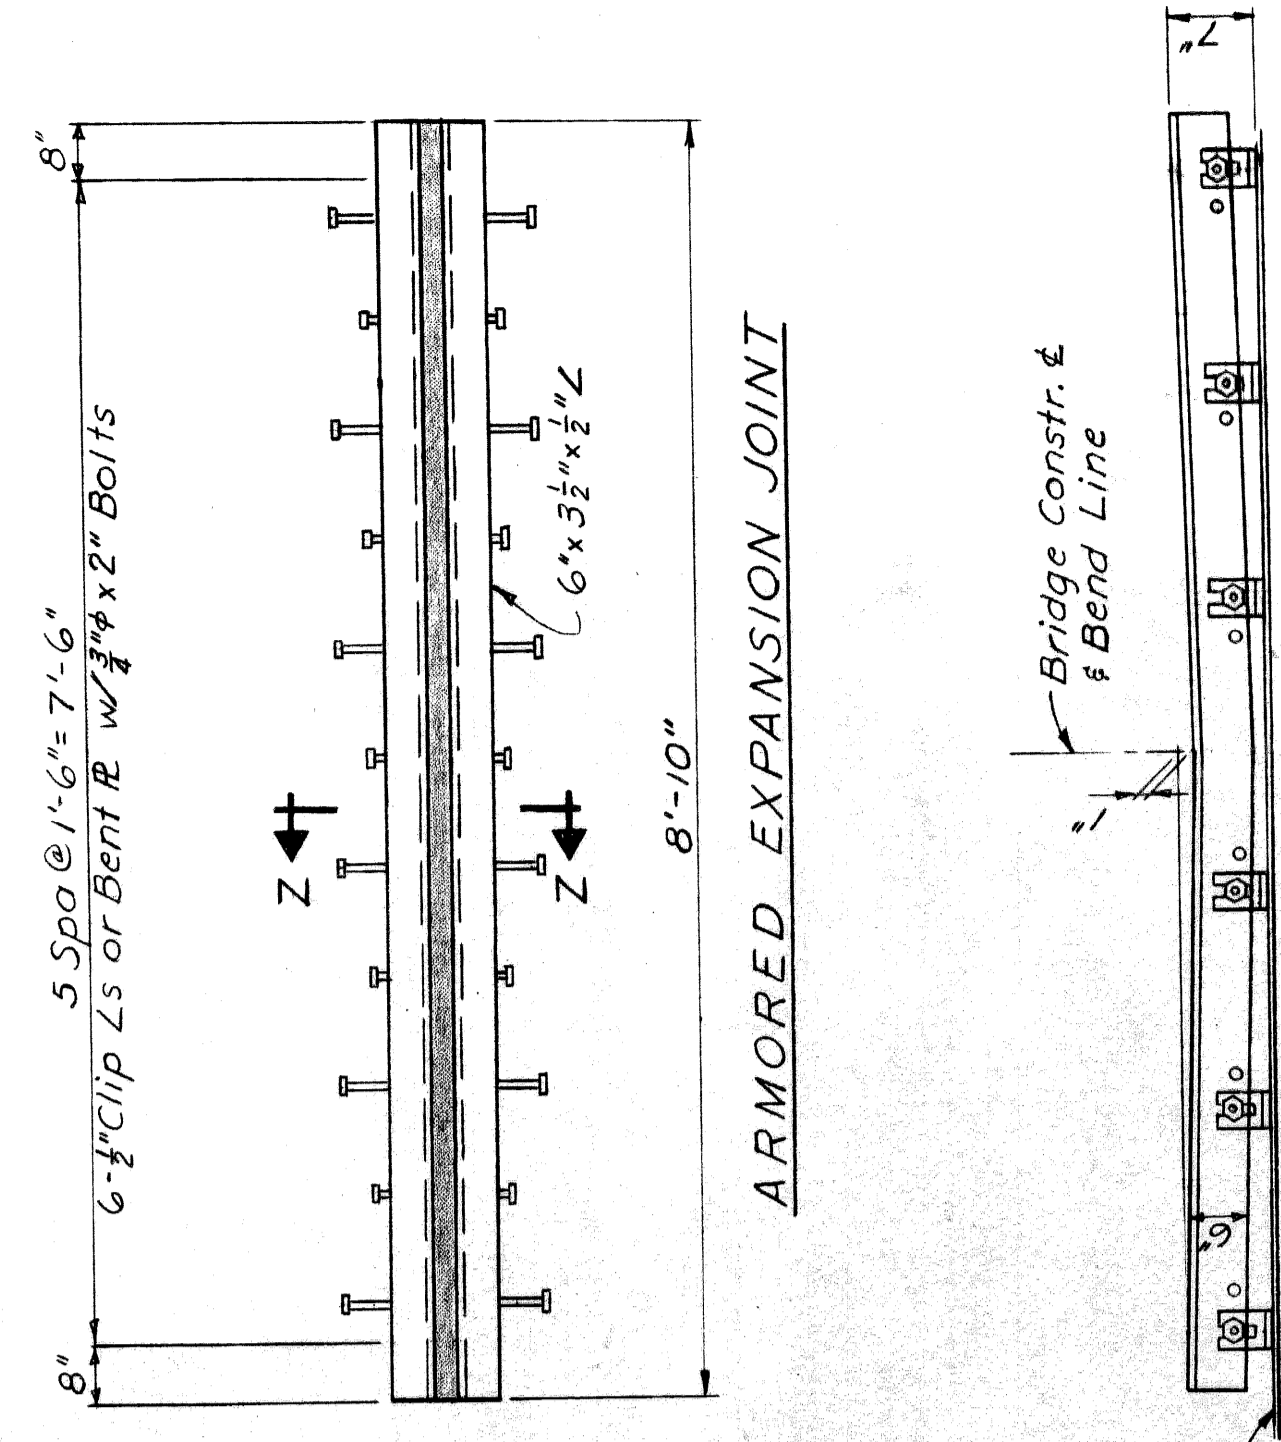 8"
5 Spa @ 1'-6" = 7'-6"
8"
6-½" Clip ∠s or Bent ⅊ w/ ¾"ϕ x 2" Bolts
Z
Z
6" x 3½" x ½" ∠
8'-10"
ARMORED EXPANSION JOINT
Bridge Constr. ℄
& Bend Line
1"
7"
6"